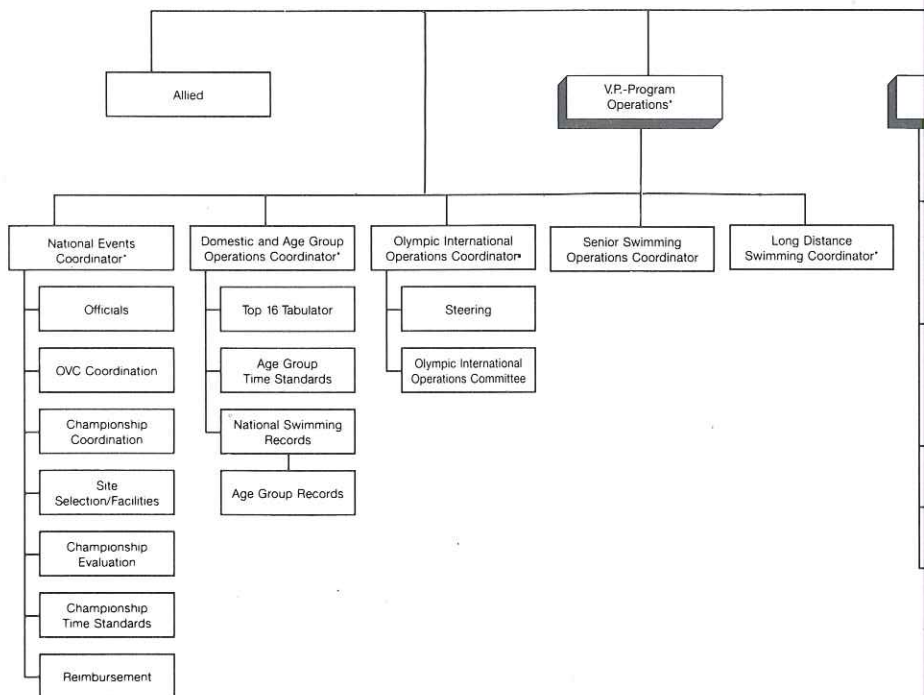 Allied
V.P.-Program
Operations*
National Events
Coordinator*
Domestic and Age Group
Operations Coordinator*
Olympic International
Operations Coordinator*
Senior Swimming
Operations Coordinator
Long Distance
Swimming Coordinator*
Officials
OVC Coordination
Championship
Coordination
Site
Selection/Facilities
Championship
Evaluation
Championship
Time Standards
Reimbursement
Top 16 Tabulator
Age Group
Time Standards
National Swimming
Records
Age Group Records
Steering
Olympic International
Operations Committee